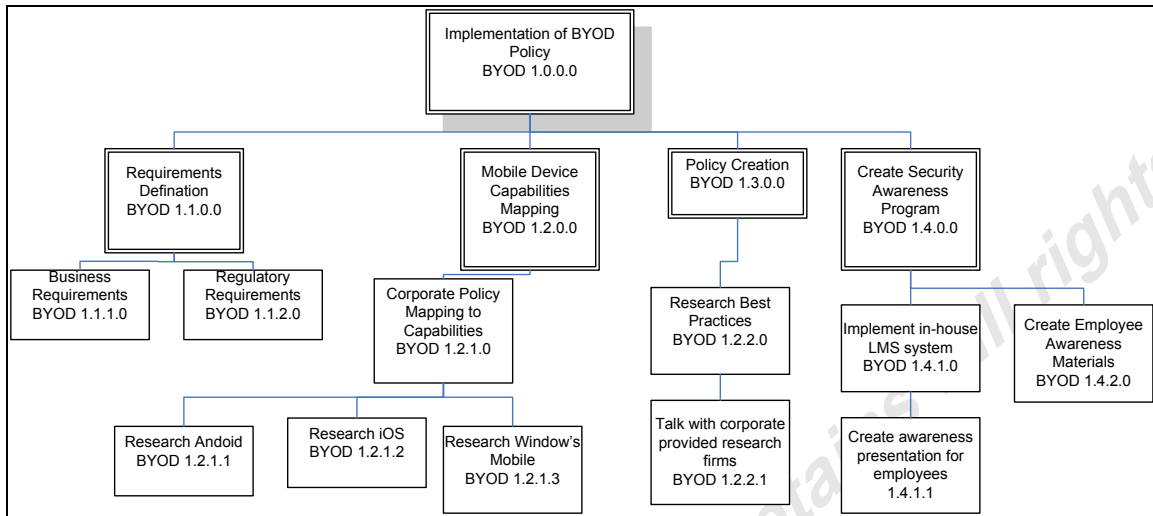 Implementation of BYOD
Policy
BYOD 1.0.0.0
Requirements
Defination
BYOD 1.1.0.0
Mobile Device
Capabilities
Mapping
BYOD 1.2.0.0
Policy Creation
BYOD 1.3.0.0
Create Security
Awareness
Program
BYOD 1.4.0.0
Business
Requirements
BYOD 1.1.1.0
Regulatory
Requirements
BYOD 1.1.2.0
Corporate Policy
Mapping to
Capabilities
BYOD 1.2.1.0
Research Best
Practices
BYOD 1.2.2.0
Implement in-house
LMS system
BYOD 1.4.1.0
Create Employee
Awareness
Materials
BYOD 1.4.2.0
Research Andoid
BYOD 1.2.1.1
Research iOS
BYOD 1.2.1.2
Research Window's
Mobile
BYOD 1.2.1.3
Talk with corporate
provided research
firms
BYOD 1.2.2.1
Create awareness
presentation for
employees
1.4.1.1
ull rights